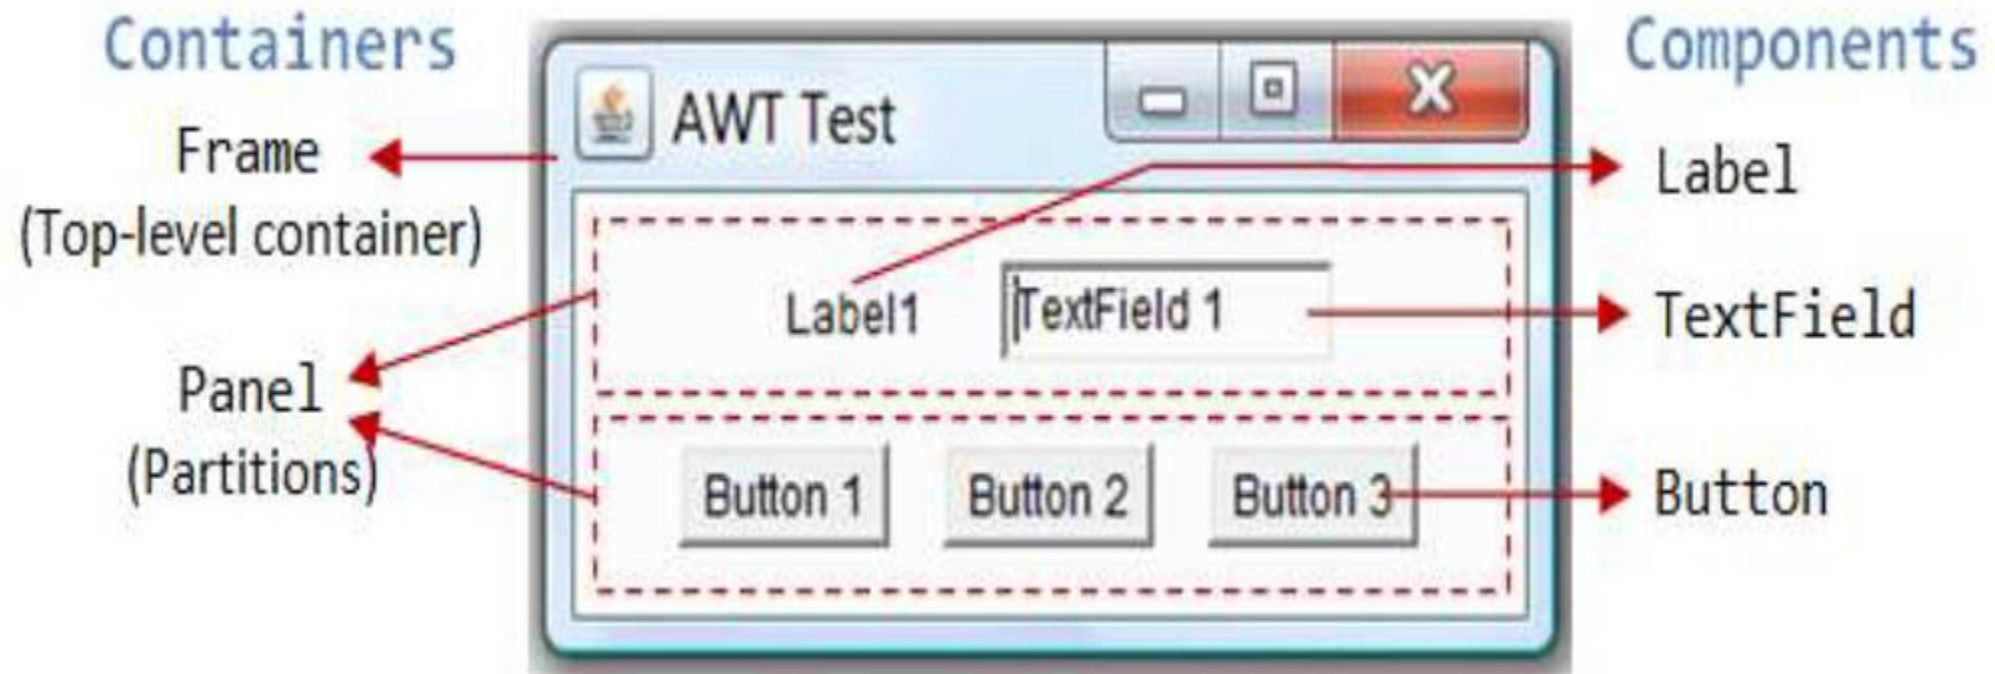 Containers
Components
AWT Test
Frame
(Top-level container)
Label
Label1
TextField 1
TextField
Panel
(Partitions)
Button 1
Button 2
Button 3
Button